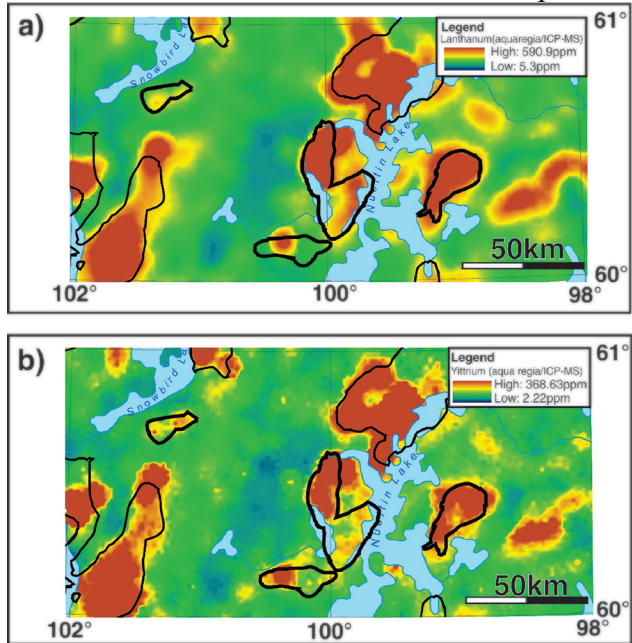 a)
Snowbird Lake
Legend
Lanthanum(aquaregia/ICP-MS)
High: 590.9ppm
Low: 5.3ppm
61°
Nueltin Lake
50km
60°
102°
100°
98°
b)
Snowbird La
Legend
Yittrium (aqua regia/ICP-MS)
High: 368.63ppm
Low: 2.22ppm
61°
Lake
50km
60°
102°
100°
98°